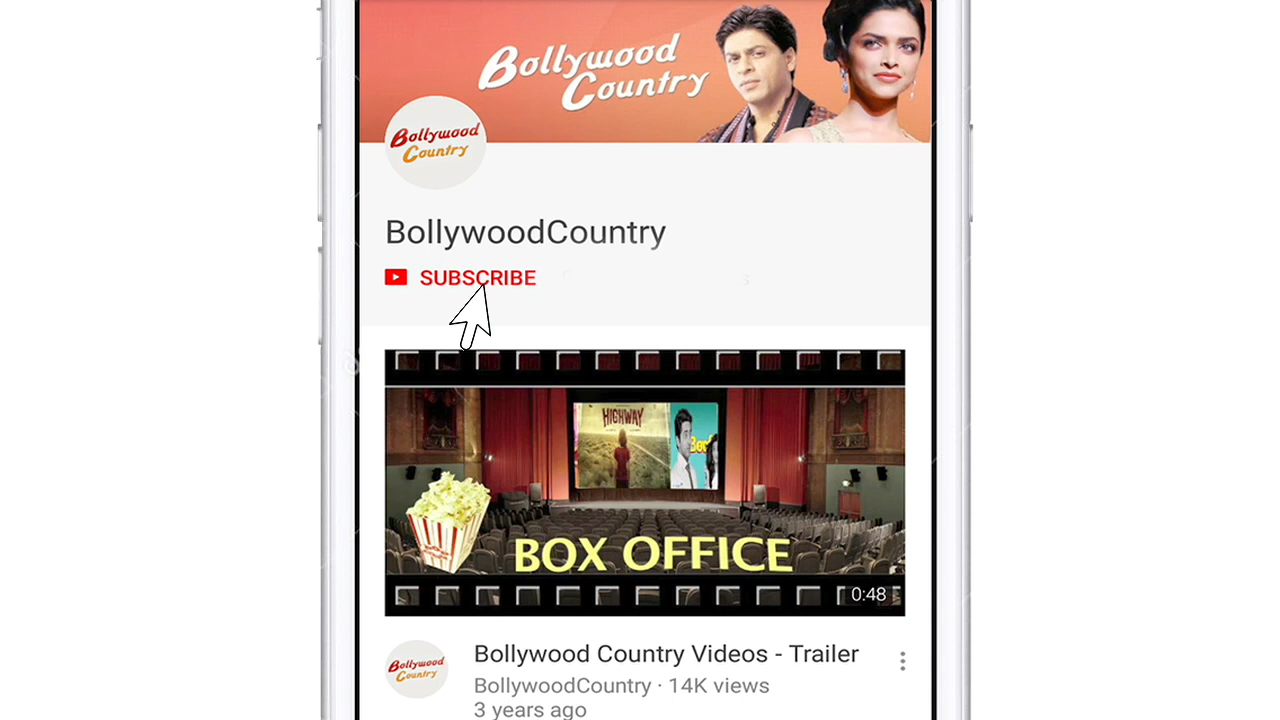 Bollywood
Country
Bollywood
Country
BollywoodCountry
SUBSCRIBE
HIGHWAY
BOX OFFICE
0:48
Bollywood
Country
Bollywood Country Videos - Trailer
BollywoodCountry · 14K views
3 years ago